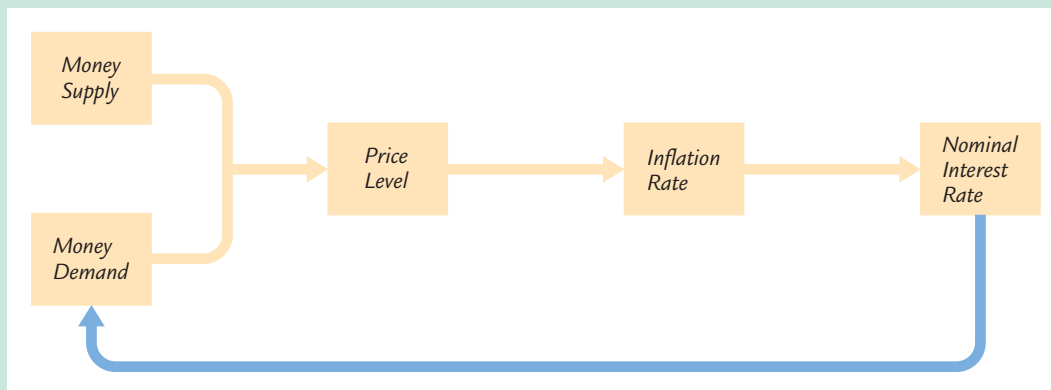 Money
Supply
Price
Level
Inflation
Rate
Nominal
Interest
Rate
Money
Demand